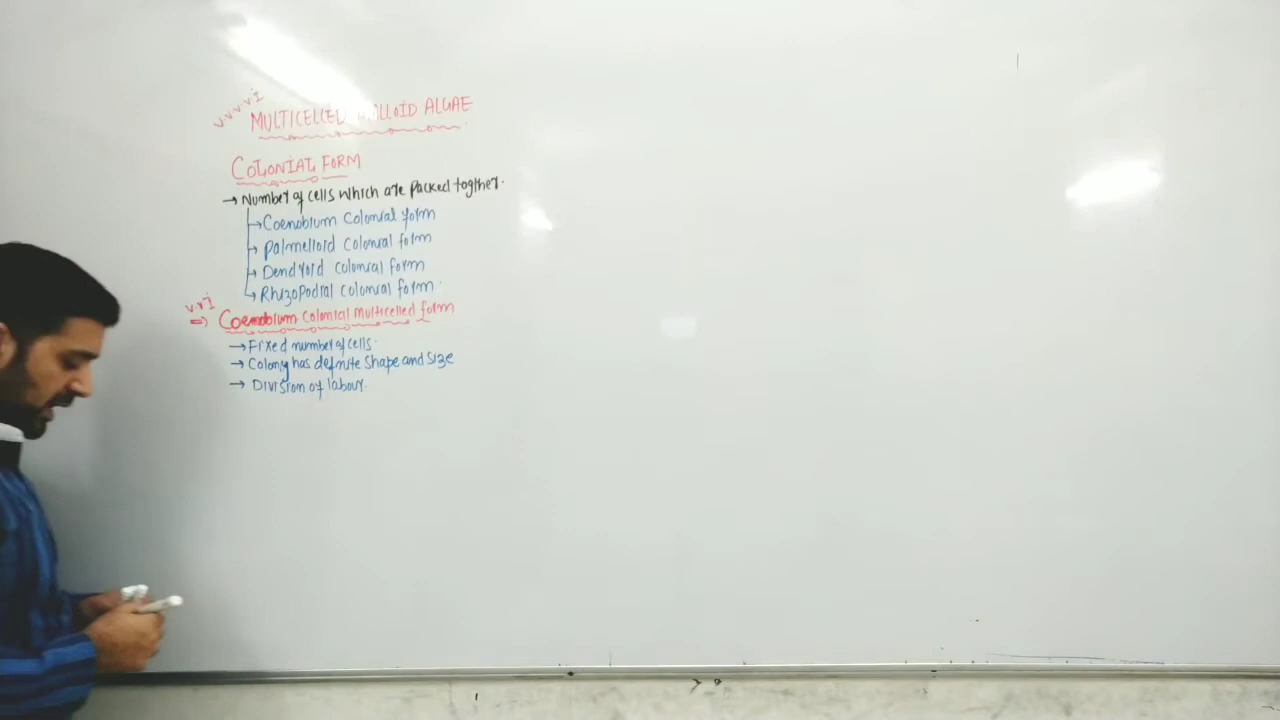 v.v.v.v.I
MULTICELLED ALGAE
COLONIAL FORM
→ Number of cells which are packed togther.
→ Coenobium Colonial form
→ Palmelloid Colonial form
→ Dendroid Colonial form
→ Rhizopodial Colonial form.
v.v.I
⇒ Coenobium Colonial Multicelled form
→ Fixed number of cells.
→ Colony has definite shape and size
→ Division of labour.